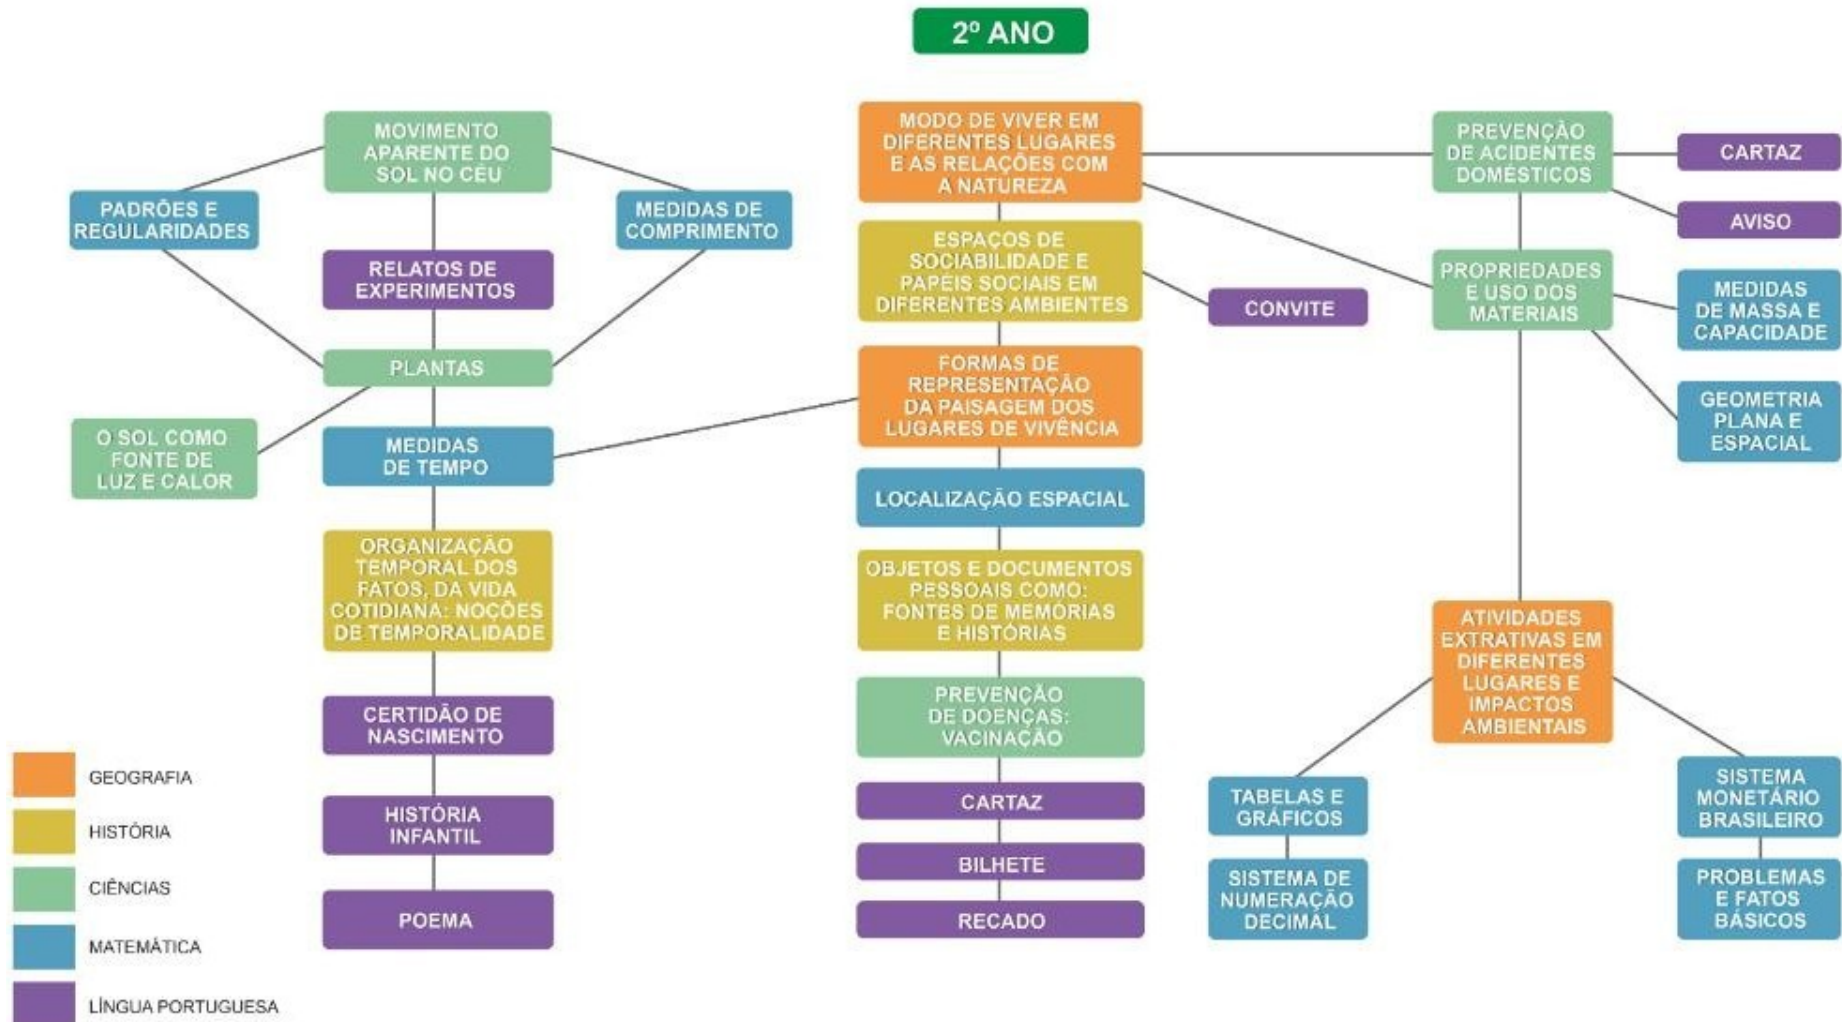 2º ANO
MOVIMENTO
APARENTE DO
SOL NO CÉU
PADRÕES E
REGULARIDADES
MEDIDAS DE
COMPRIMENTO
RELATOS DE
EXPERIMENTOS
PLANTAS
O SOL COMO
FONTE DE
LUZ E CALOR
MEDIDAS
DE TEMPO
ORGANIZAÇÃO
TEMPORAL DOS
FATOS, DA VIDA
COTIDIANA: NOÇÕES
DE TEMPORALIDADE
CERTIDÃO DE
NASCIMENTO
HISTÓRIA
INFANTIL
POEMA
MODO DE VIVER EM
DIFERENTES LUGARES
E AS RELAÇÕES COM
A NATUREZA
ESPAÇOS DE
SOCIABILIDADE E
PAPÉIS SOCIAIS EM
DIFERENTES AMBIENTES
CONVITE
FORMAS DE
REPRESENTAÇÃO
DA PAISAGEM DOS
LUGARES DE VIVÊNCIA
LOCALIZAÇÃO ESPACIAL
OBJETOS E DOCUMENTOS
PESSOAIS COMO:
FONTES DE MEMÓRIAS
E HISTÓRIAS
PREVENÇÃO
DE DOENÇAS:
VACINAÇÃO
CARTAZ
BILHETE
RECADO
PREVENÇÃO
DE ACIDENTES
DOMÉSTICOS
CARTAZ
AVISO
PROPRIEDADES
E USO DOS
MATERIAIS
MEDIDAS
DE MASSA E
CAPACIDADE
GEOMETRIA
PLANA E
ESPACIAL
ATIVIDADES
EXTRATIVAS EM
DIFERENTES
LUGARES E
IMPACTOS
AMBIENTAIS
TABELAS E
GRÁFICOS
SISTEMA DE
NUMERAÇÃO
DECIMAL
SISTEMA
MONETÁRIO
BRASILEIRO
PROBLEMAS
E FATOS
BÁSICOS
GEOGRAFIA
HISTÓRIA
CIÊNCIAS
MATEMÁTICA
LÍNGUA PORTUGUESA